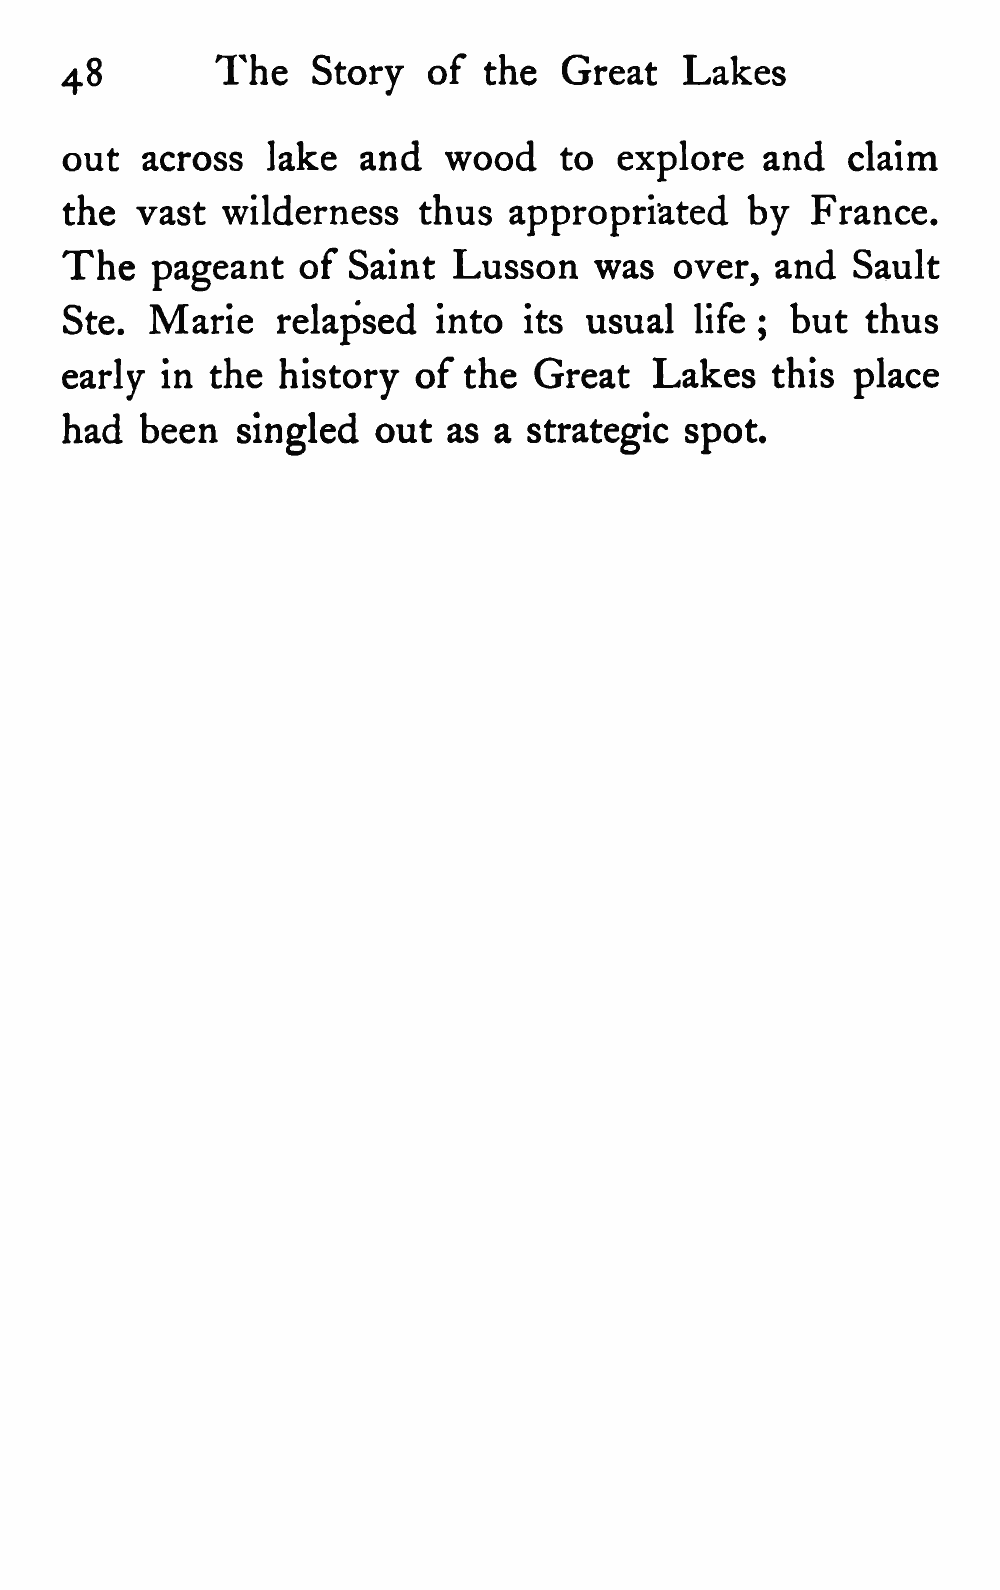 48 The Story of the Great Lakes
out across lake and wood to explore and claim
the vast wilderness thus appropriated by France.
The pageant of Saint Lusson was over, and Sault
Ste. Marie relapsed into its usual life ; but thus
early in the history of the Great Lakes this place
had been singled out as a strategic spot.